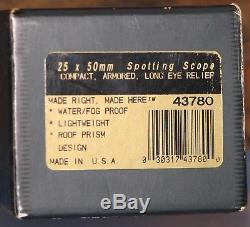 25 x 50mm Spotting Scope
COMPACT, ARMORED, LONG EYE RELIEF
MADE RIGHT, MADE HERE™ 43780
• WATER/FOG PROOF
• LIGHTWEIGHT
• ROOF PRISM
DESIGN
MADE IN U.S.A
0 30317 43780 0